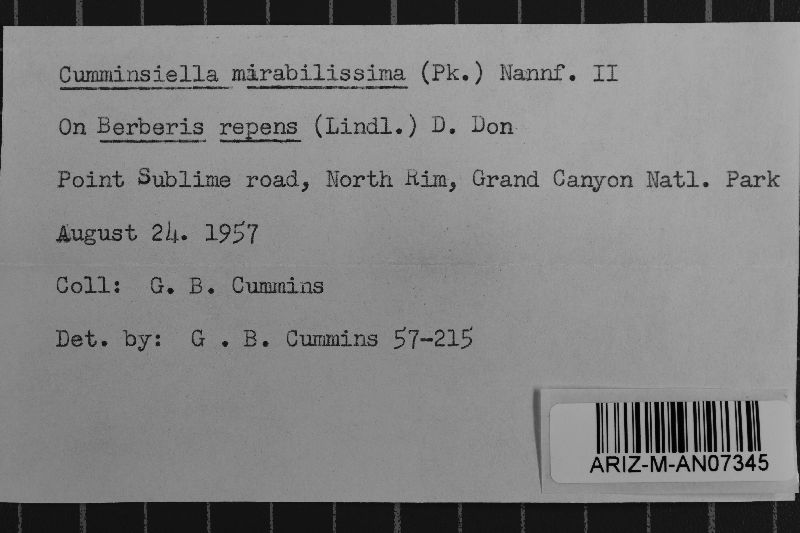 Cumminsiella mirabilissima (Pk.) Nannf. II
On Berberis repens (Lindl.) D. Don
Point Sublime road, North Rim, Grand Canyon Natl. Park
August 24. 1957
Coll: G. B. Cummins
Det. by: G . B. Cummins 57-215
ARIZ-M-AN07345